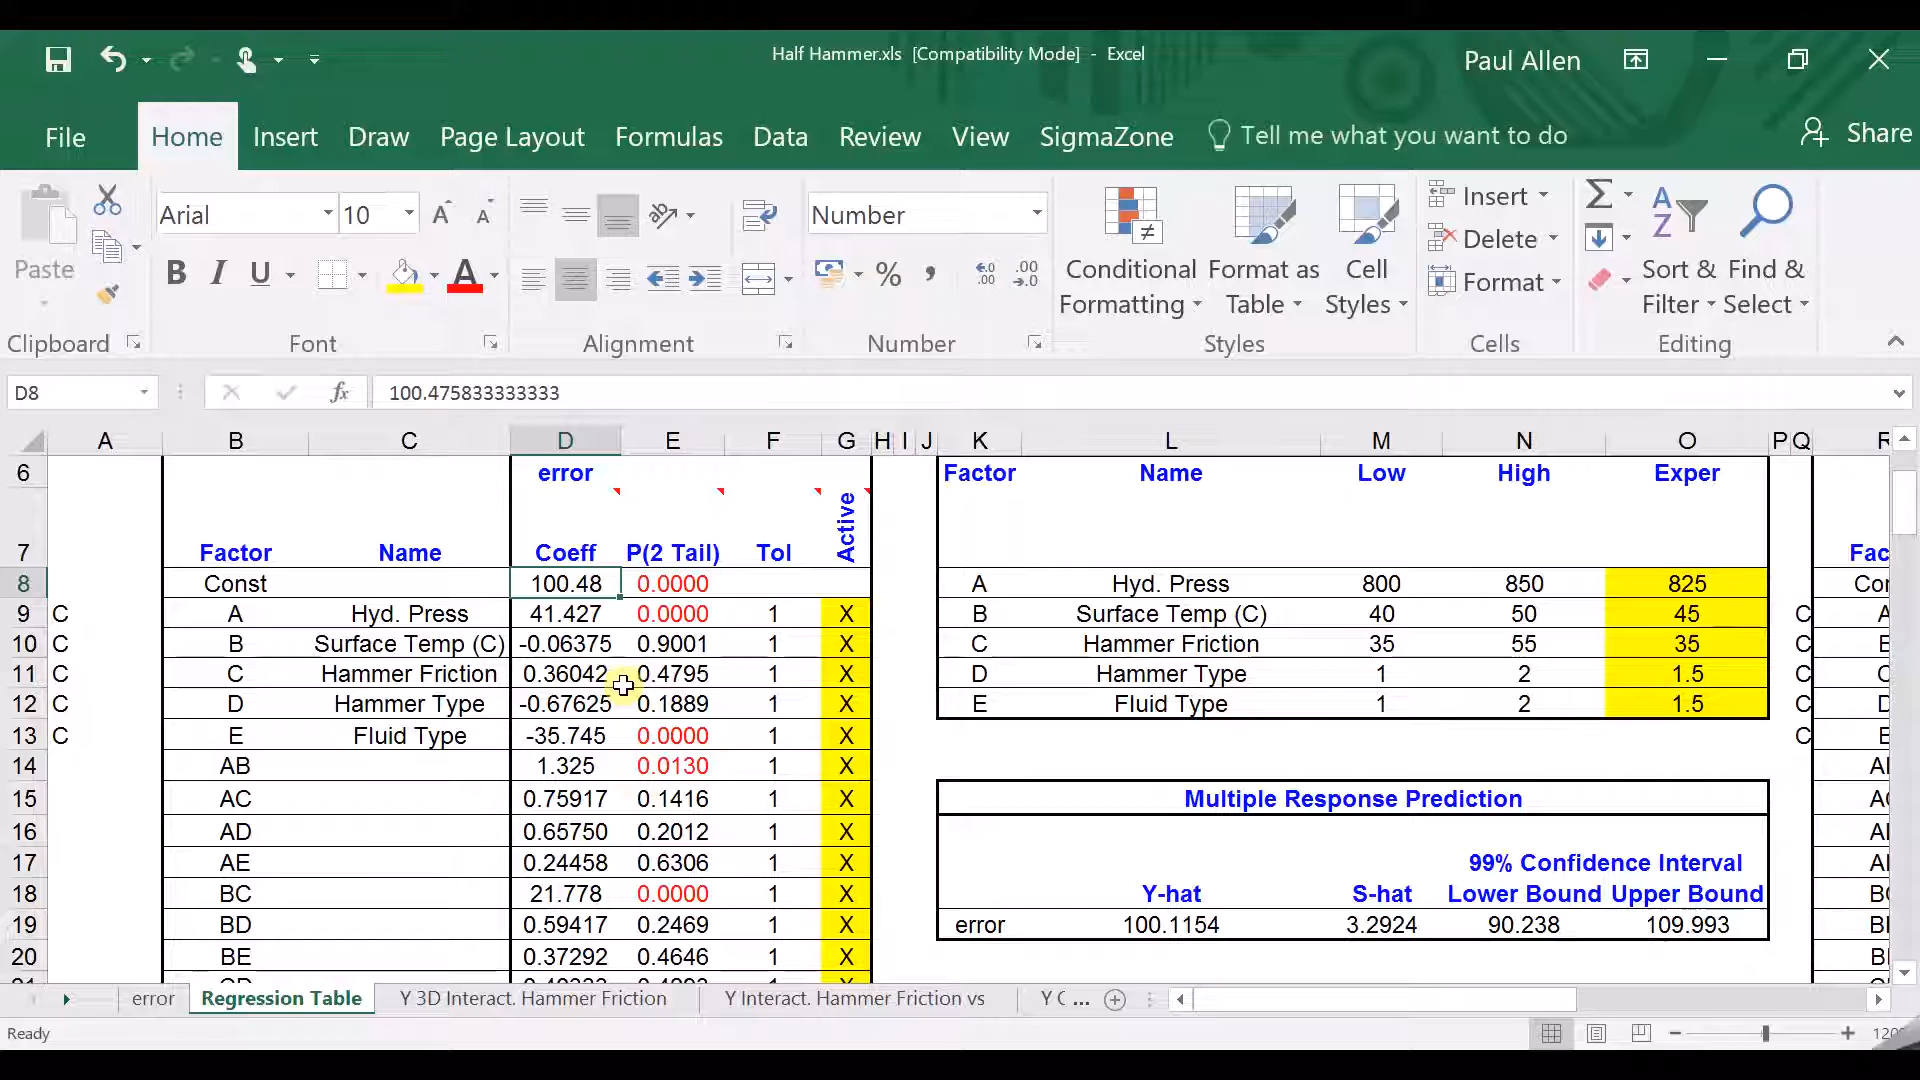 Half Hammer.xls [Compatibility Mode] - Excel
Paul Allen
File Home Insert Draw Page Layout Formulas Data Review View SigmaZone Tell me what you want to do Share
Paste
Clipboard
Arial 10
B I U A
Font
Alignment
Number
% ,
Number
Conditional Formatting
Format as Table
Cell Styles
Styles
Insert
Delete
Format
Cells
Sort & Filter
Find & Select
Editing
D8 fx 100.475833333333
A B C D E F G H I J K L M N O P Q R
6 error Factor Name Low High Exper
7 Factor Name Coeff P(2 Tail) Tol Active Fac
8 Const 100.48 0.0000 A Hyd. Press 800 850 825 Con
9 C A Hyd. Press 41.427 0.0000 1 X B Surface Temp (C) 40 50 45 C A
10 C B Surface Temp (C) -0.06375 0.9001 1 X C Hammer Friction 35 55 35 C
11 C C Hammer Friction 0.36042 0.4795 1 X D Hammer Type 1 2 1.5 C
12 C D Hammer Type -0.67625 0.1889 1 X E Fluid Type 1 2 1.5 C
13 C E Fluid Type -35.745 0.0000 1 X C
14 AB 1.325 0.0130 1 X
15 AC 0.75917 0.1416 1 X Multiple Response Prediction
16 AD 0.65750 0.2012 1 X
17 AE 0.24458 0.6306 1 X 99% Confidence Interval
18 BC 21.778 0.0000 1 X Y-hat S-hat Lower Bound Upper Bound
19 BD 0.59417 0.2469 1 X error 100.1154 3.2924 90.238 109.993
20 BE 0.37292 0.4646 1 X
error Regression Table Y 3D Interact. Hammer Friction Y Interact. Hammer Friction vs Y C ...
Ready